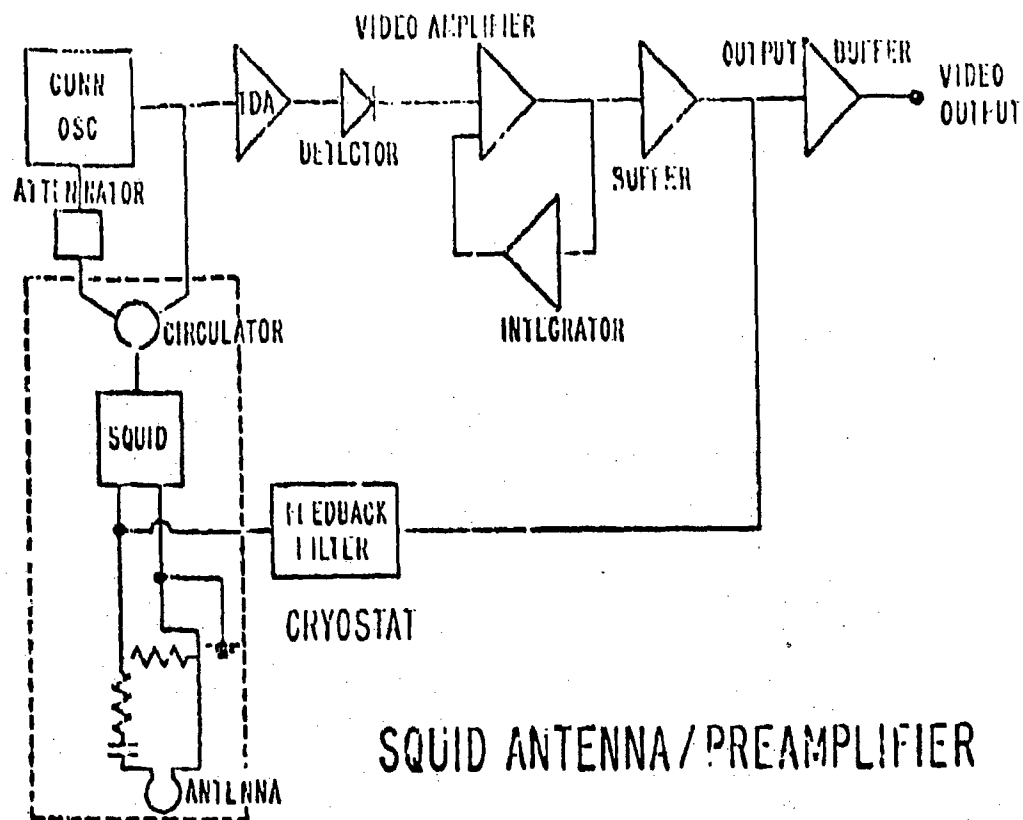 VIDEO AMPLIFIER
OUTPUT BUFFER
GUNN
OSC
TDA
VIDEO
OUTPUT
DETECTOR
ATTENUATOR
BUFFER
CIRCULATOR
INTEGRATOR
SQUID
FEEDBACK
FILTER
CRYOSTAT
SQUID ANTENNA/PREAMPLIFIER
ANTENNA